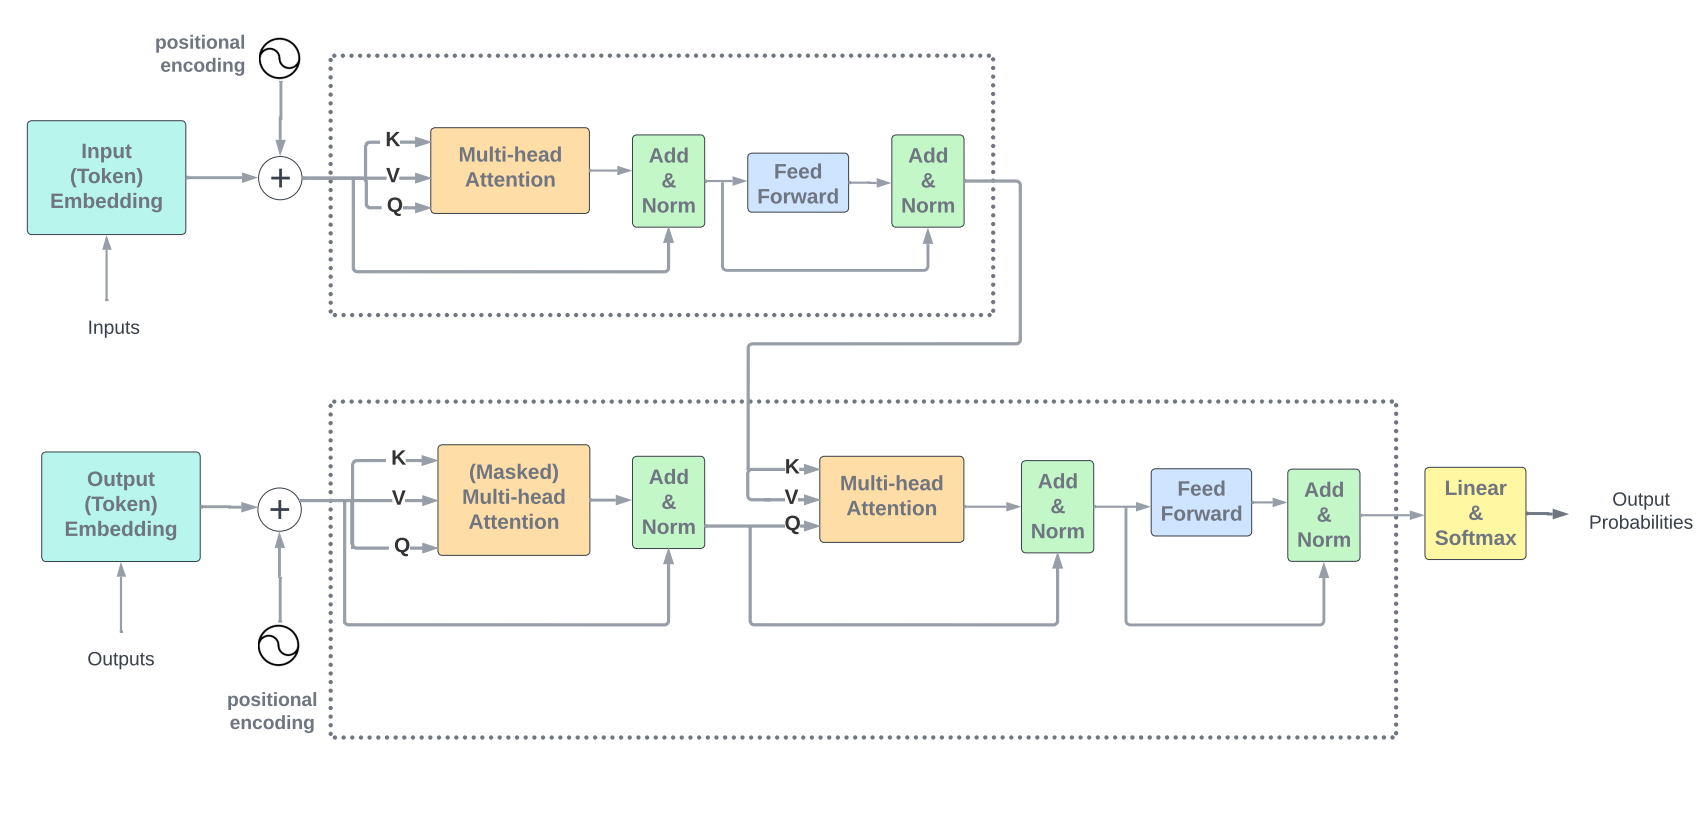 positional
encoding
Input
(Token)
Embedding
Inputs
K
V
Q
Multi-head
Attention
Add
&
Norm
Feed
Forward
Add
&
Norm
Output
(Token)
Embedding
Outputs
positional
encoding
K
V
Q
(Masked)
Multi-head
Attention
Add
&
Norm
K
V
Q
Multi-head
Attention
Add
&
Norm
Feed
Forward
Add
&
Norm
Linear
&
Softmax
Output
Probabilities